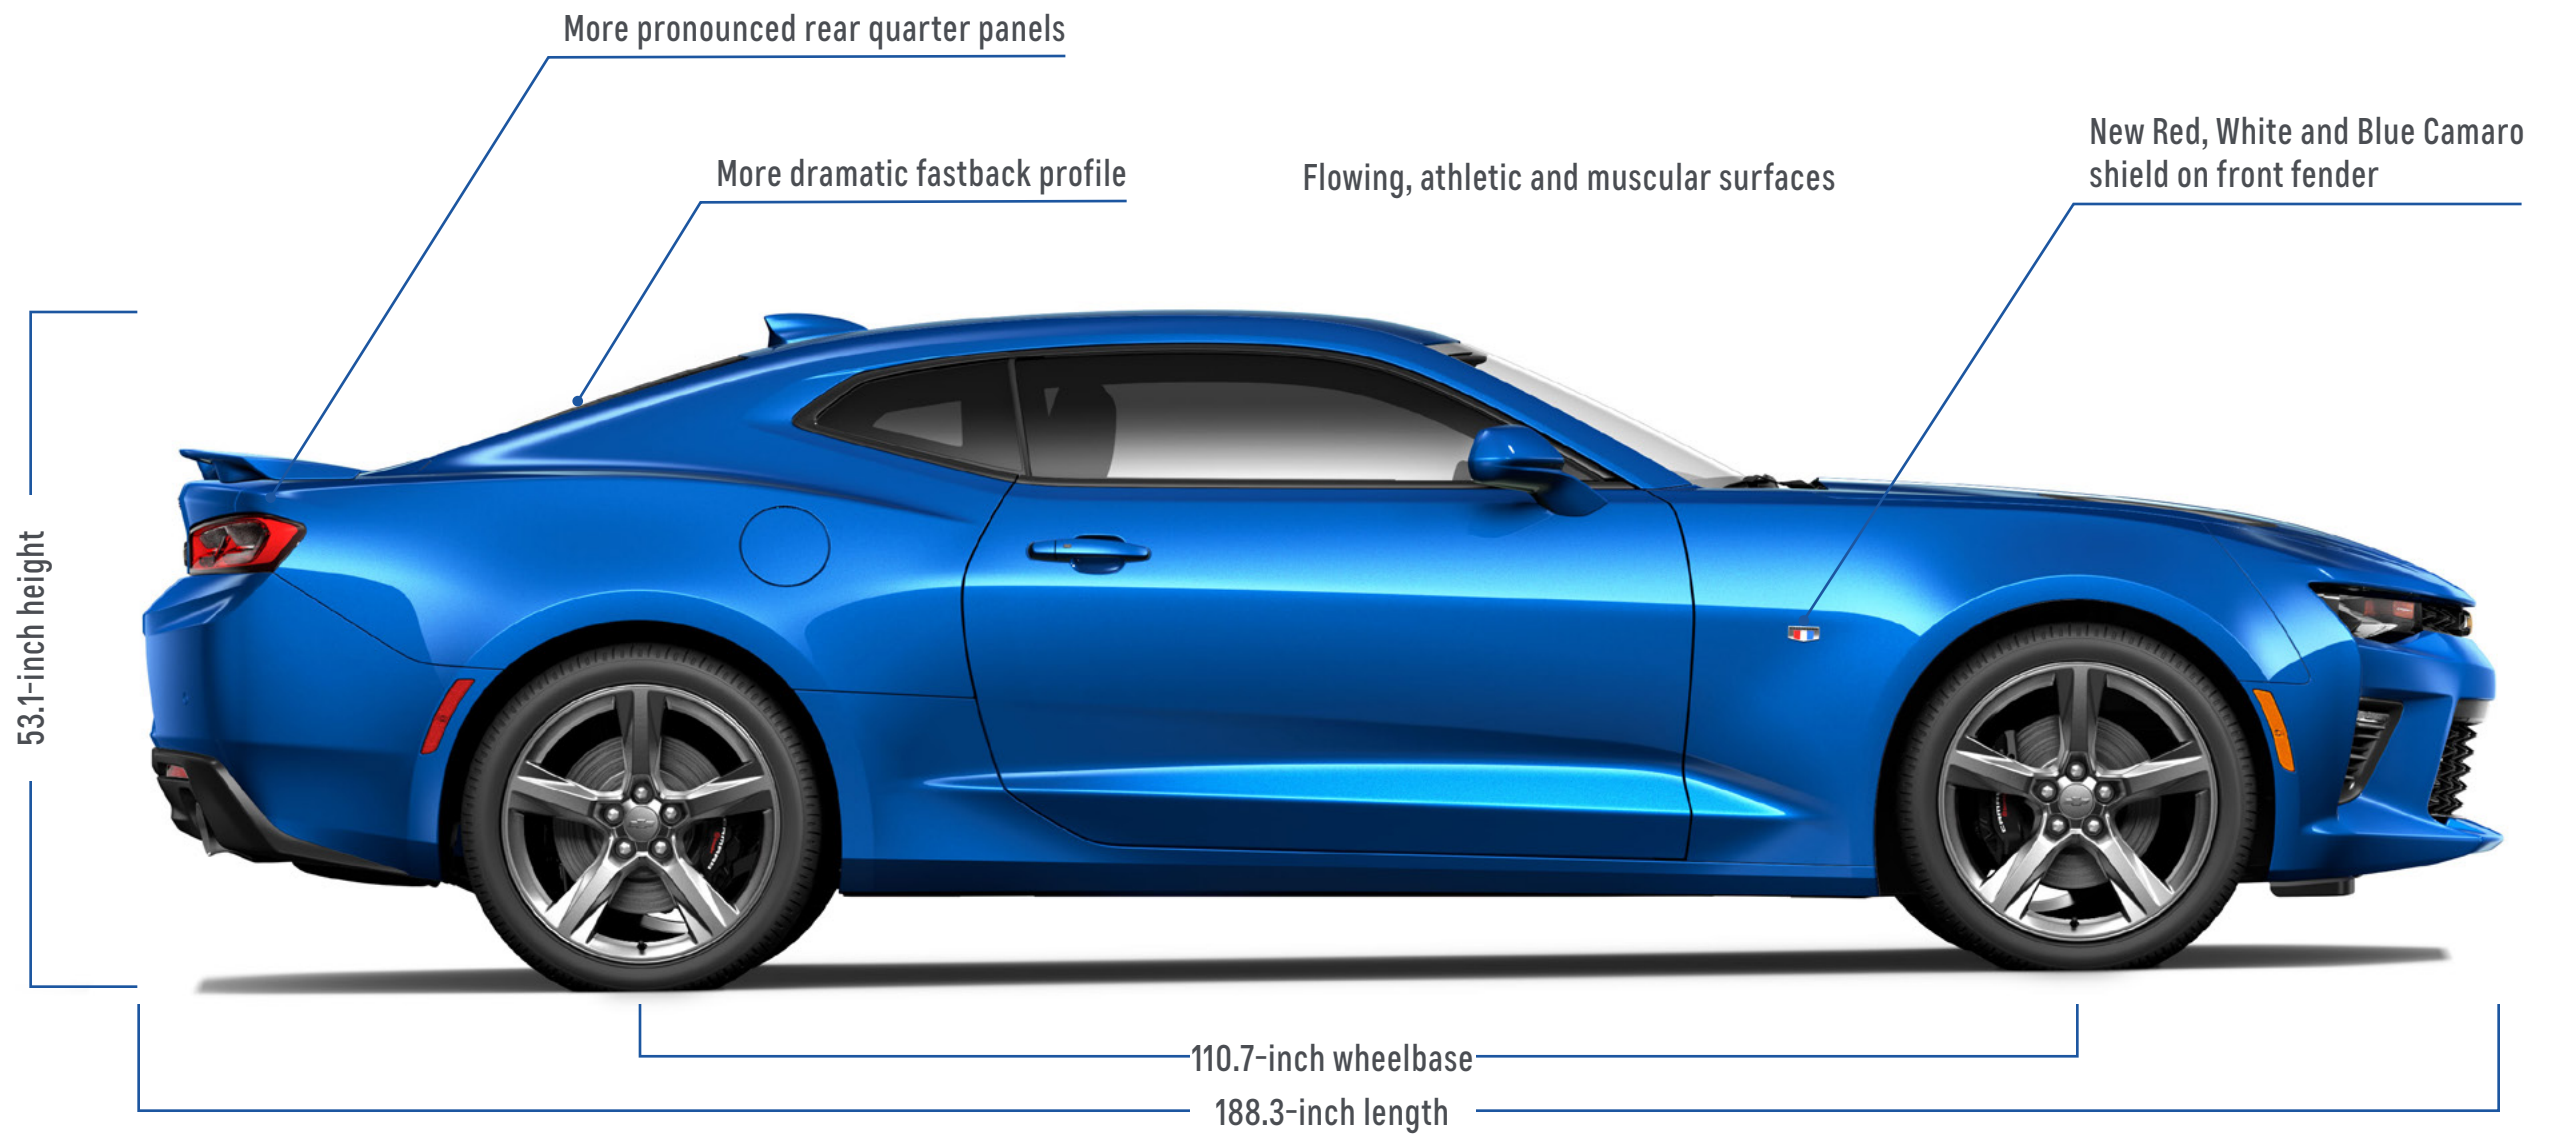 More pronounced rear quarter panels
More dramatic fastback profile
Flowing, athletic and muscular surfaces
New Red, White and Blue Camaro
shield on front fender
53.1-inch height
110.7-inch wheelbase
188.3-inch length